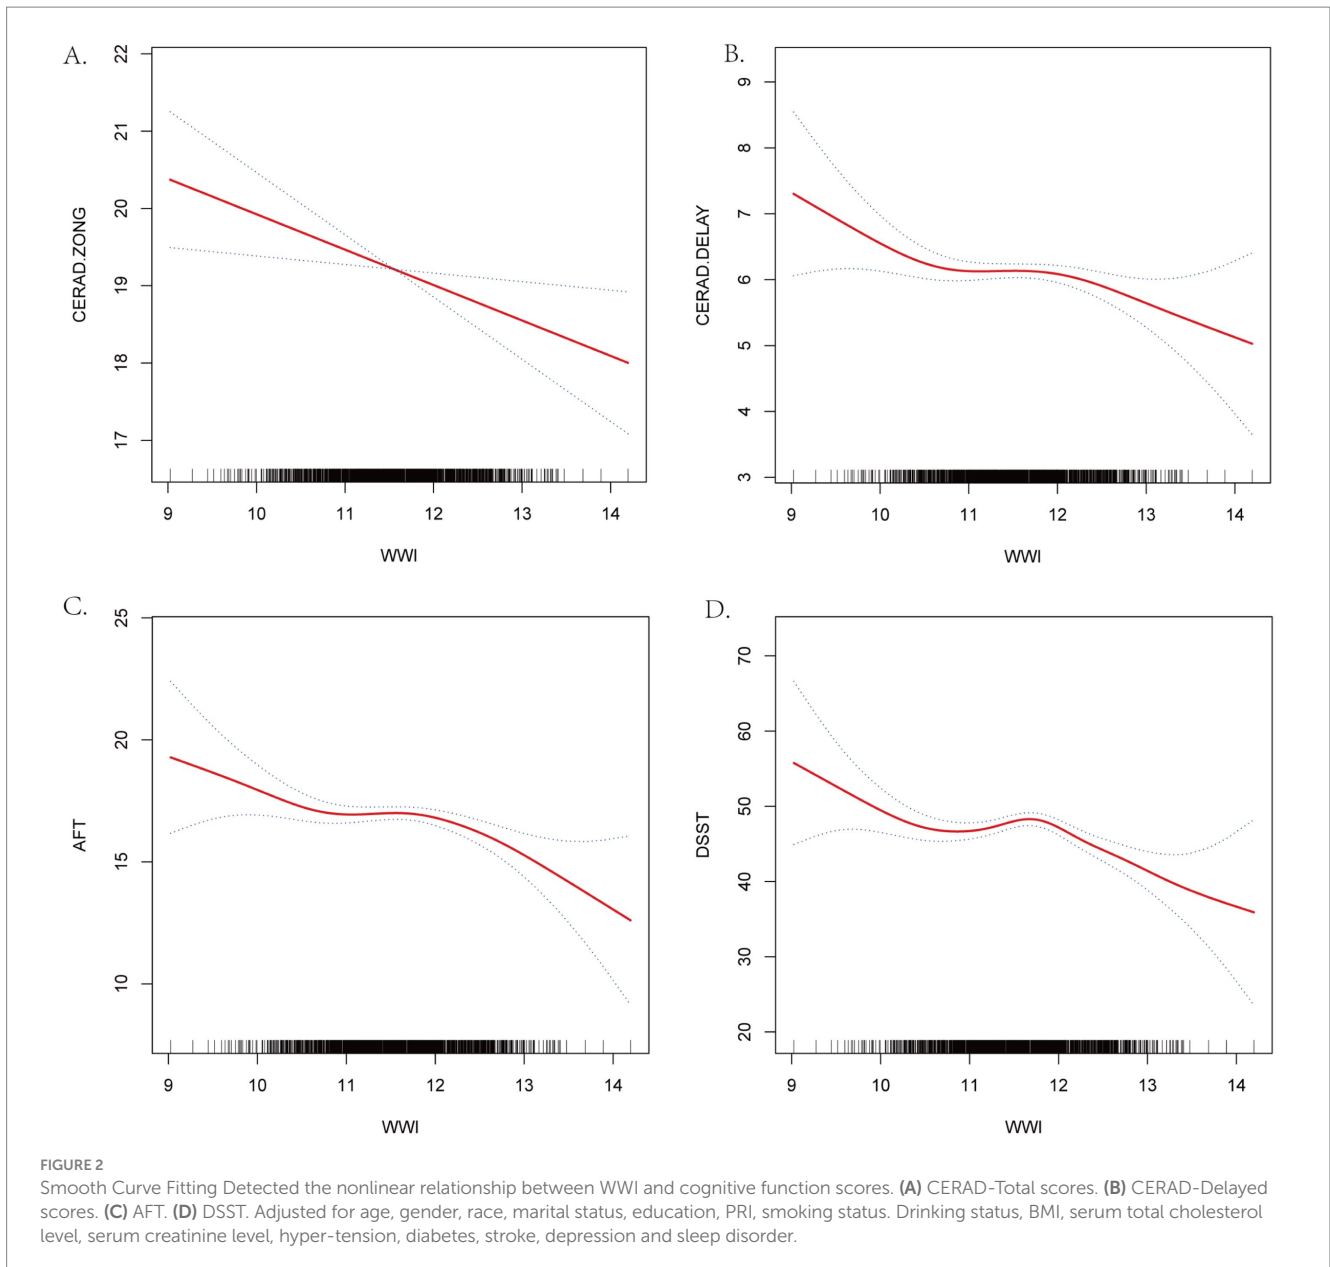 A.
22
21
20
19
18
17
CERAD.ZONG
9 10 11 12 13 14
WWI
B.
9
8
7
6
5
4
3
CERAD.DELAY
9 10 11 12 13 14
WWI
C.
25
20
15
10
AFT
9 10 11 12 13 14
WWI
D.
70
60
50
40
30
20
DSST
9 10 11 12 13 14
WWI
FIGURE 2
Smooth Curve Fitting Detected the nonlinear relationship between WWI and cognitive function scores. (A) CERAD-Total scores. (B) CERAD-Delayed
scores. (C) AFT. (D) DSST. Adjusted for age, gender, race, marital status, education, PRI, smoking status. Drinking status, BMI, serum total cholesterol
level, serum creatinine level, hyper-tension, diabetes, stroke, depression and sleep disorder.